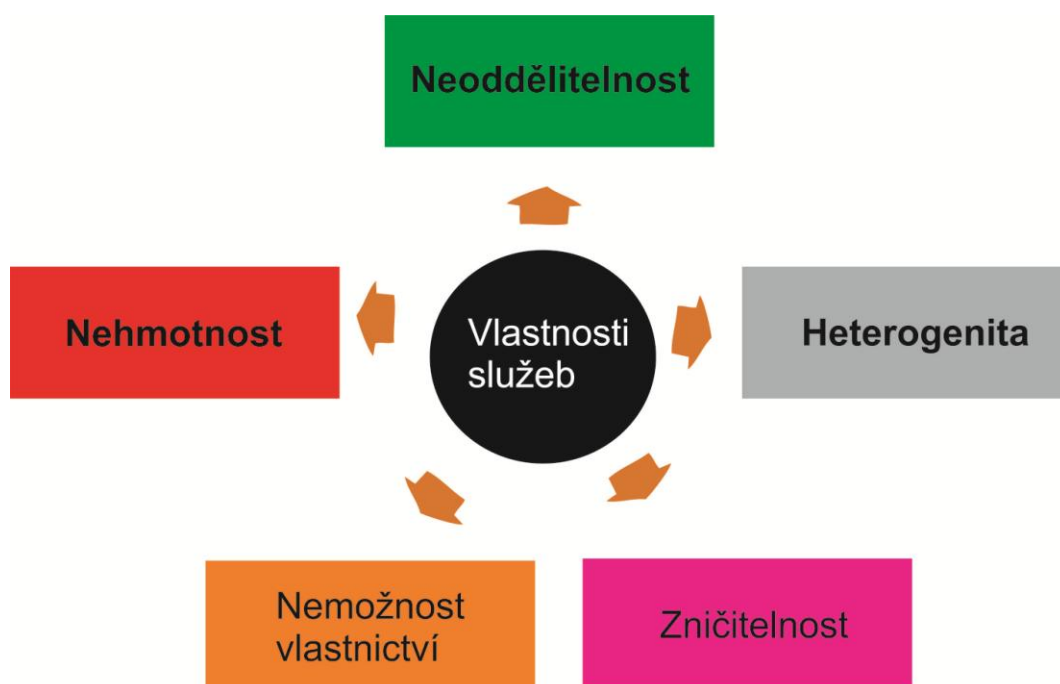 Neoddělitelnost
Nehmotnost
Vlastnosti
služeb
Heterogenita
Nemožnost
vlastnictví
Zničitelnost